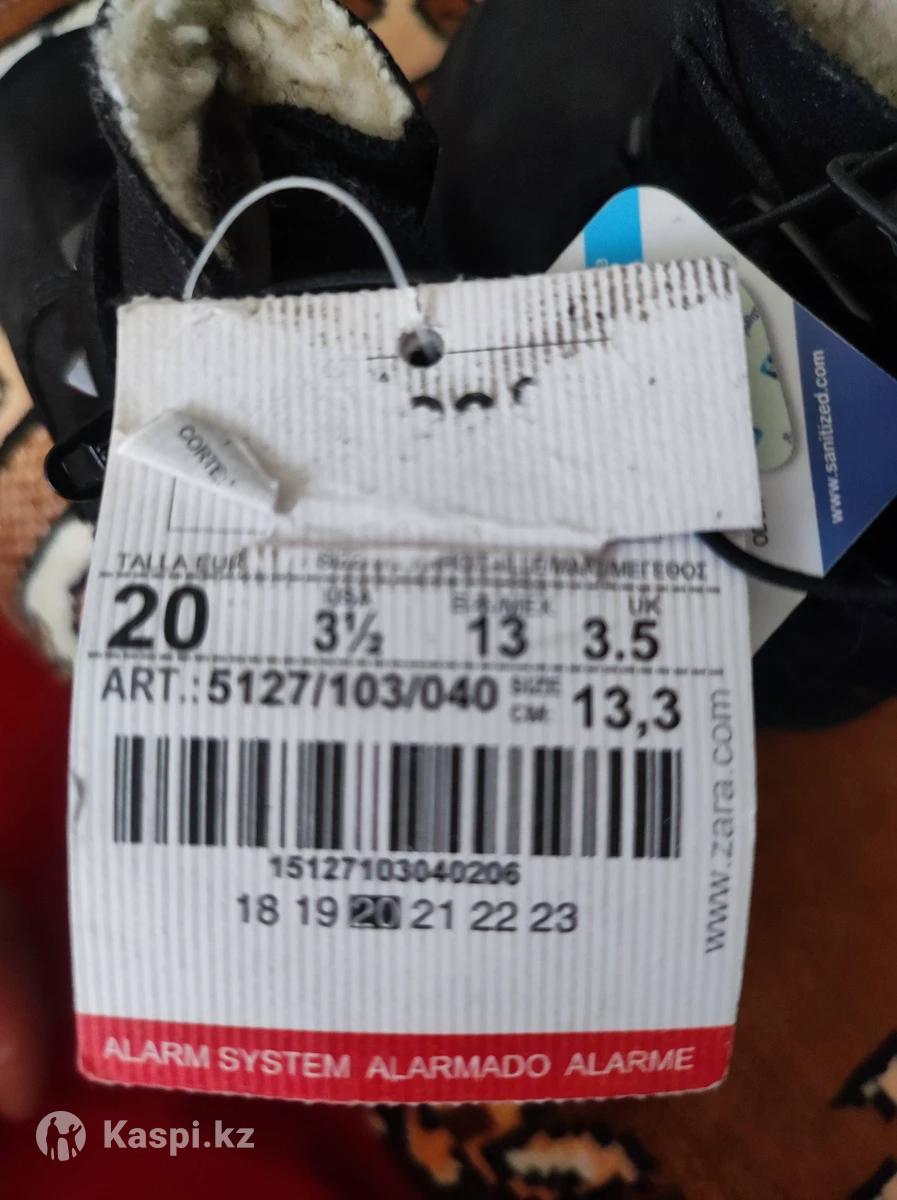 www.sanitized.com
CORTE
TALLA EUR
ΜΕΓΕΘΟΣ
USA UK
20 3½ 13 3.5
ART.: 5127/103/040 SIZE CM: 13,3
www.zara.com
15127103040206
18 19 20 21 22 23
ALARM SYSTEM ALARMADO ALARME
Kaspi.kz